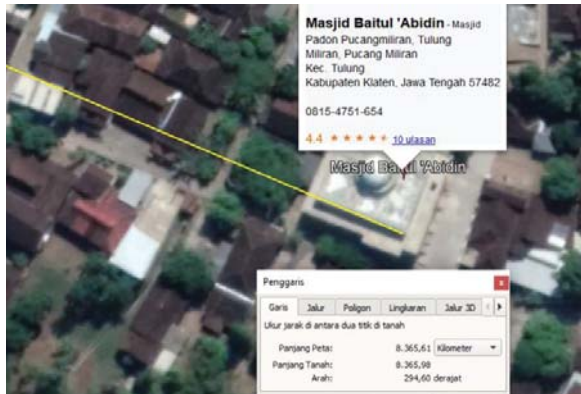 Masjid Baitul 'Abidin - Masjid
Padon Pucangmiliran, Tulung
Miliran, Pucang Miliran
Kec. Tulung
Kabupaten Klaten, Jawa Tengah 57482
0815-4751-654
4.4 10 ulasan
Masjid Baitul 'Abidin
Penggaris
Garis Jalur Poligon Lingkaran Jalur 3D
Ukur jarak di antara dua titik di tanah
Panjang Peta: 8.365,61 Kilometer
Panjang Tanah: 8.365,98
Arah: 294,60 derajat